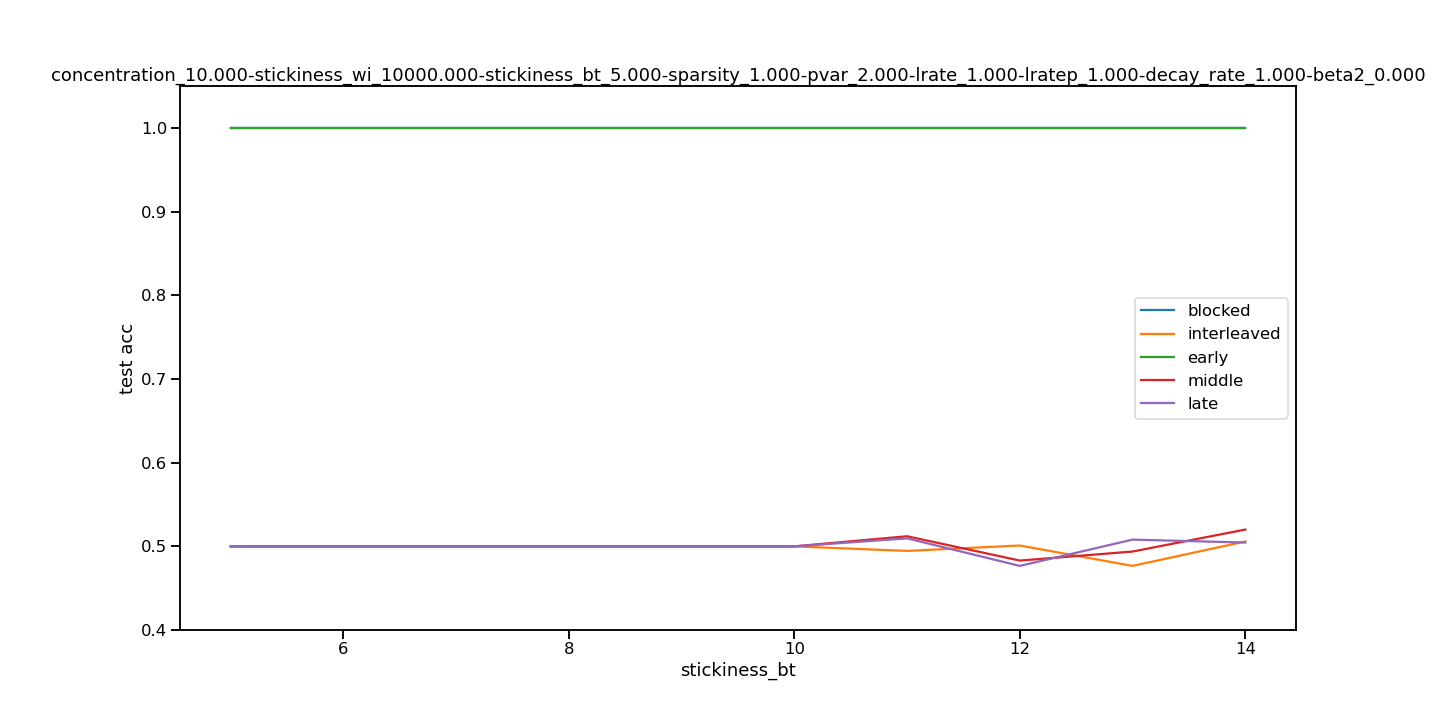 concentration_10.000-stickiness_wi_10000.000-stickiness_bt_5.000-sparsity_1.000-pvar_2.000-lrate_1.000-lratep_1.000-decay_rate_1.000-beta2_0.000
1.0
0.9
0.8
0.7
0.6
0.5
0.4
test acc
blocked
interleaved
early
middle
late
6 8 10 12 14
stickiness_bt